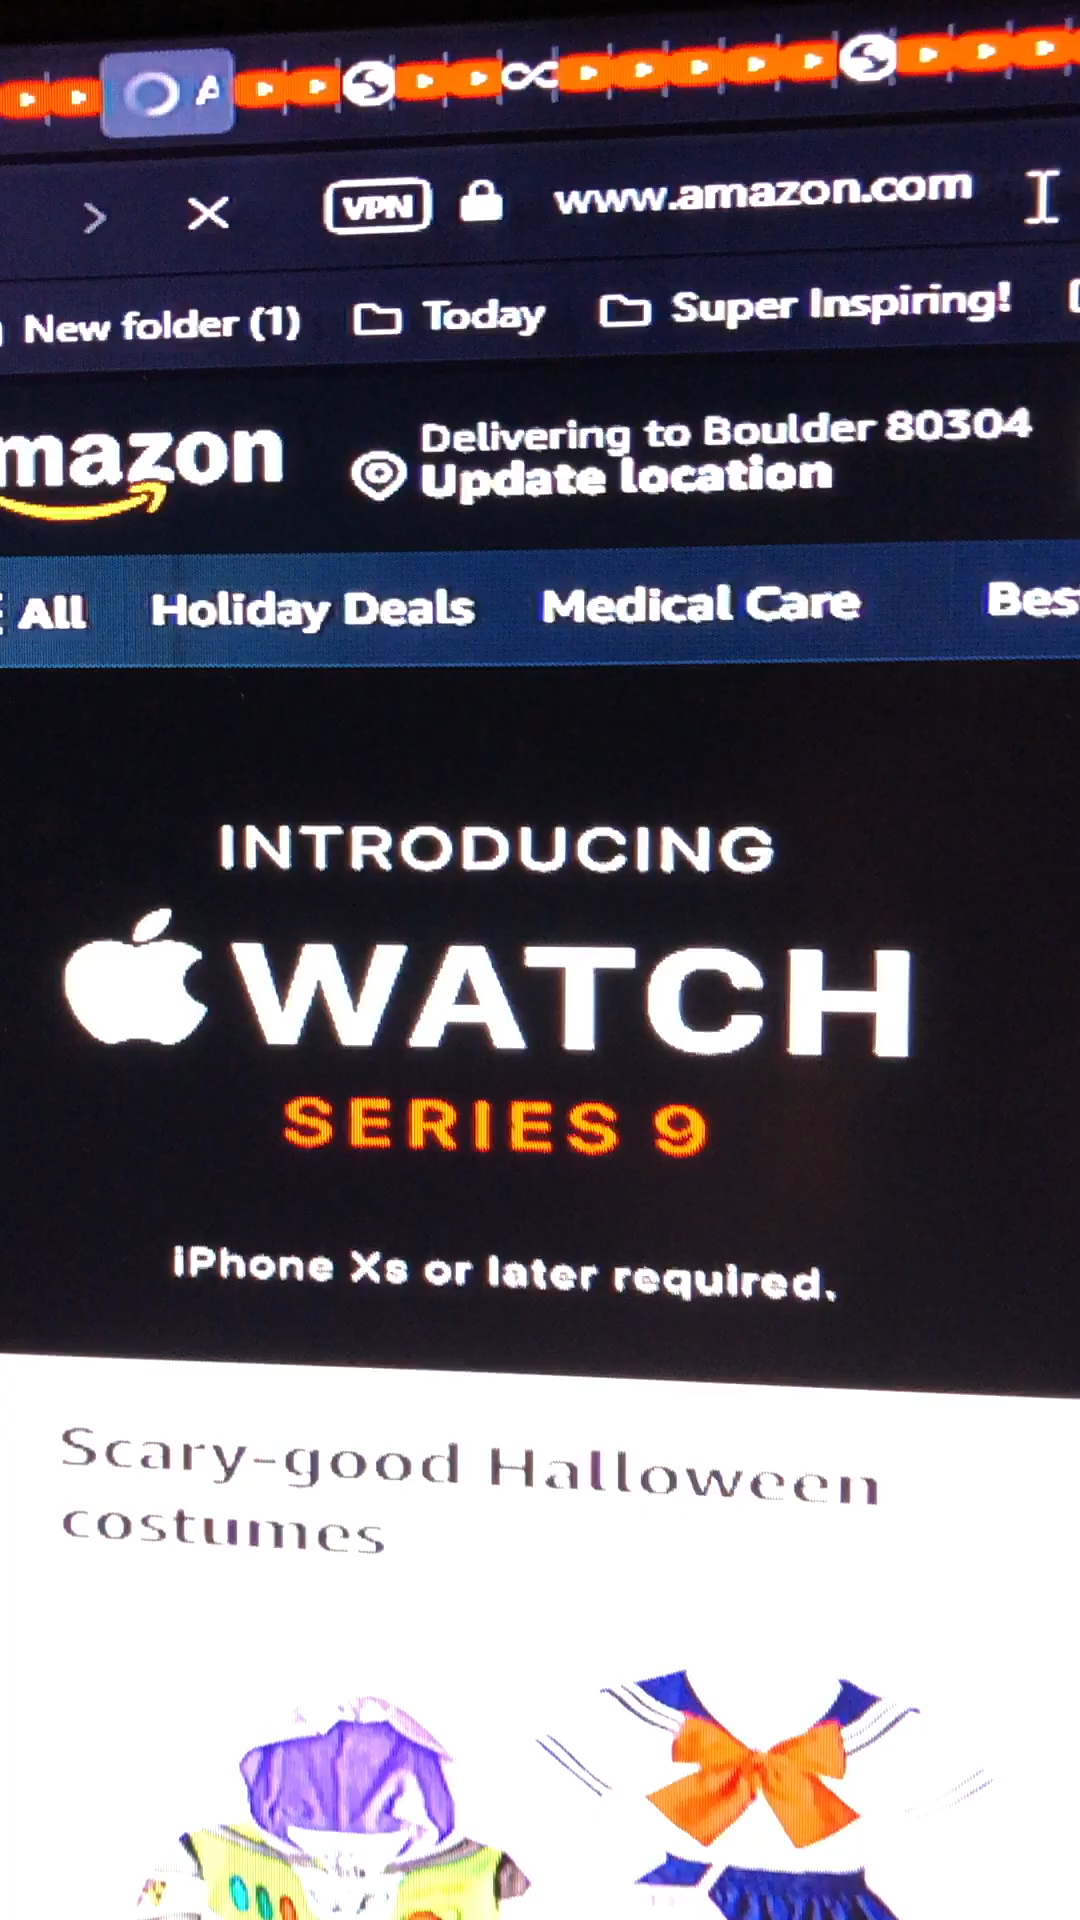 A
VPN www.amazon.com
New folder (1) Today Super Inspiring!
mazon
Delivering to Boulder 80304
Update location
All Holiday Deals Medical Care Bes
INTRODUCING
WATCH
SERIES 9
iPhone Xs or later required.
Scary-good Halloween
costumes